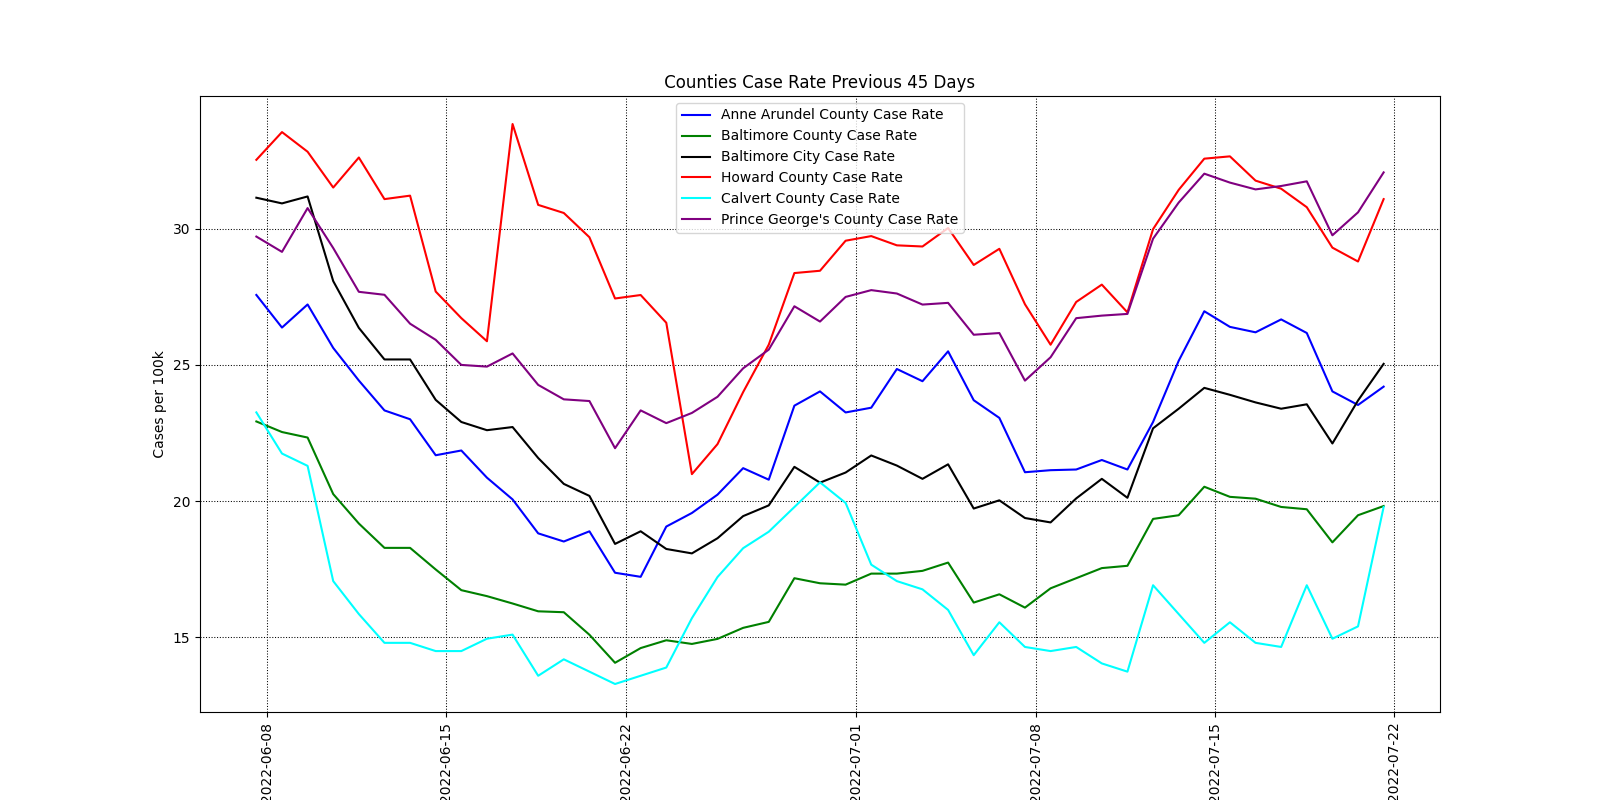 Counties Case Rate Previous 45 Days
Anne Arundel County Case Rate
Baltimore County Case Rate
Baltimore City Case Rate
Howard County Case Rate
Calvert County Case Rate
Prince George's County Case Rate
Cases per 100k
30
25
20
15
2022-06-08
2022-06-15
2022-06-22
2022-07-01
2022-07-08
2022-07-15
2022-07-22